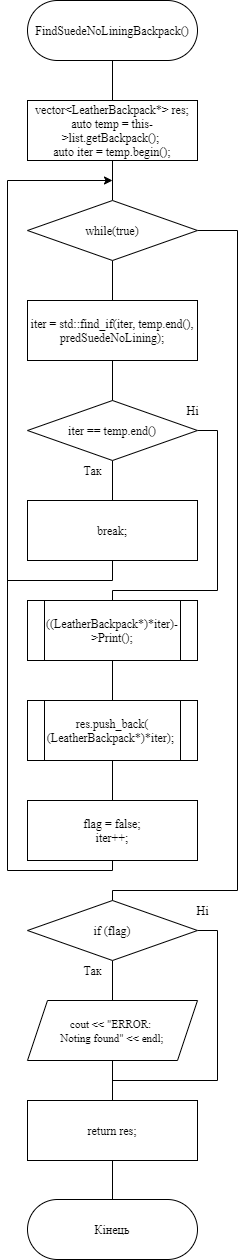 FindSuedeNoLiningBackpack()
vector<LeatherBackpack*> res;
auto temp = this-
>list.getBackpack();
auto iter = temp.begin();
while(true)
iter = std::find_if(iter, temp.end(),
predSuedeNoLining);
Ні
iter == temp.end()
Так
break;
((LeatherBackpack*)*iter)-
>Print();
res.push_back(
(LeatherBackpack*)*iter);
flag = false;
iter++;
Ні
if (flag)
Так
cout << "ERROR:
Noting found" << endl;
return res;
Кінець